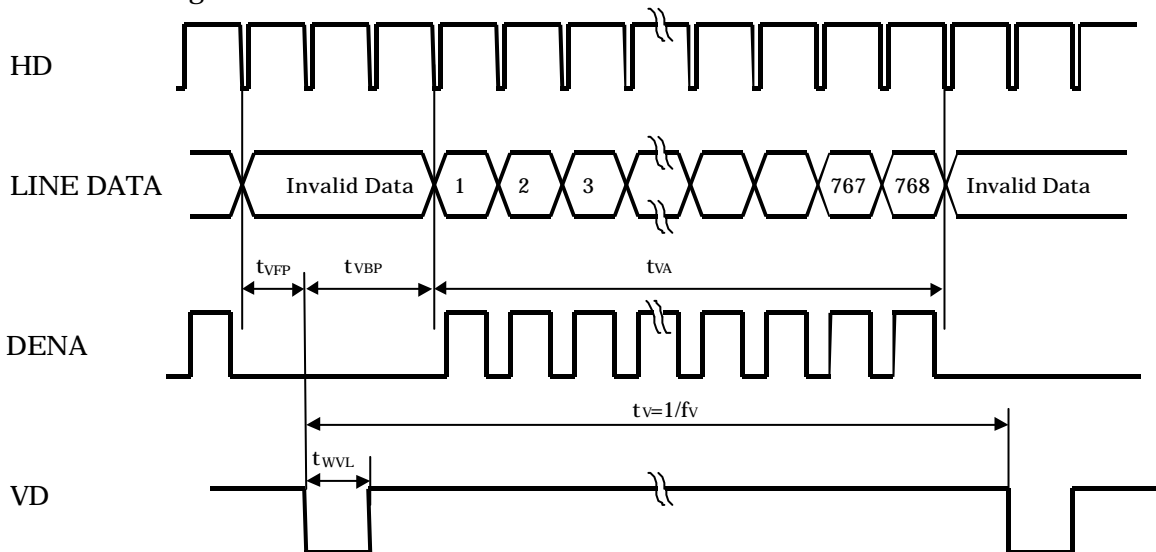 HD
LINE DATA
Invalid Data 1 2 3 767 768 Invalid Data
tVFP tVBP tVA
DENA
tV=1/fV
tWVL
VD